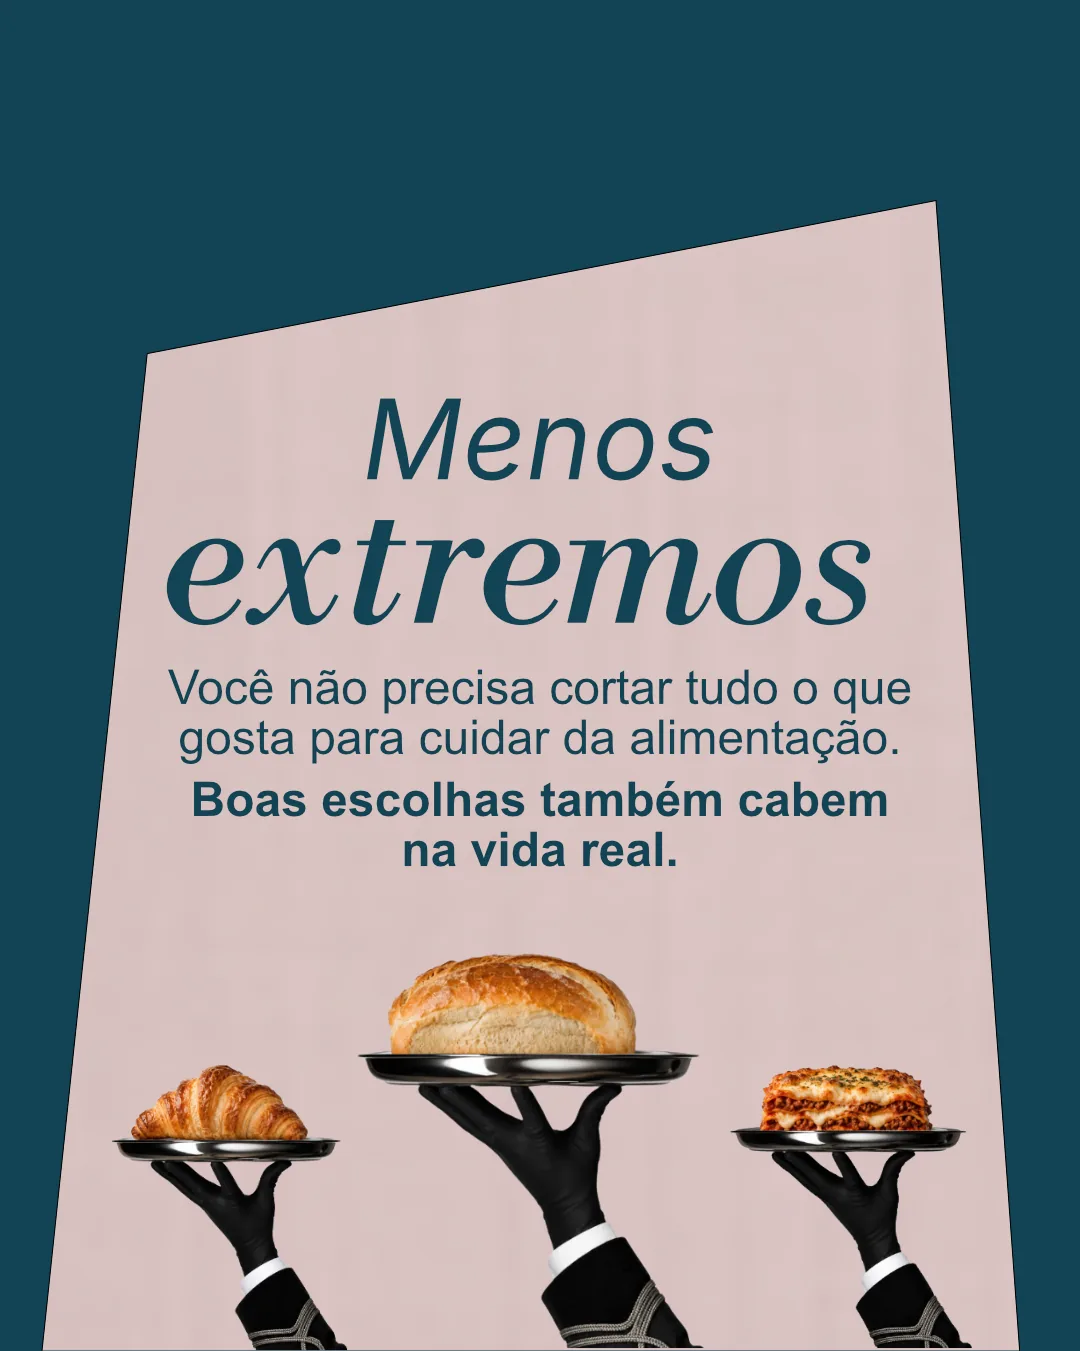 Menos
extremos
Você não precisa cortar tudo o que
gosta para cuidar da alimentação.
Boas escolhas também cabem
na vida real.